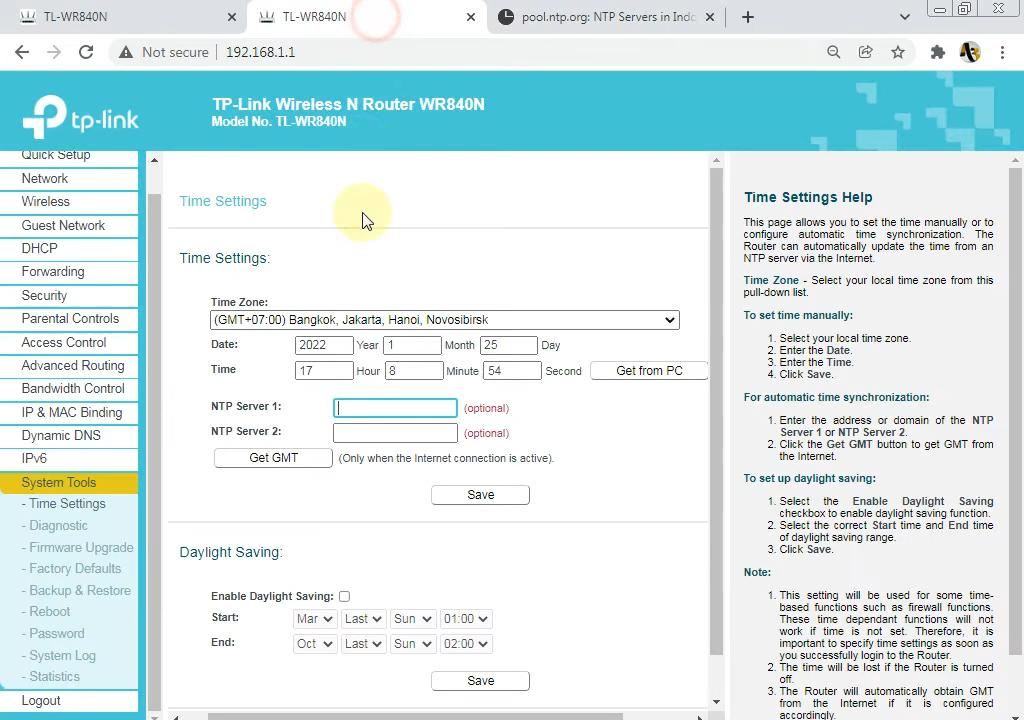 TL-WR840N
TL-WR840N
pool.ntp.org: NTP Servers in Indo
Not secure
192.168.1.1
tp-link
TP-Link Wireless N Router WR840N
Model No. TL-WR840N
Quick Setup
Network
Wireless
Guest Network
DHCP
Forwarding
Security
Parental Controls
Access Control
Advanced Routing
Bandwidth Control
IP & MAC Binding
Dynamic DNS
IPv6
System Tools
- Time Settings
- Diagnostic
- Firmware Upgrade
- Factory Defaults
- Backup & Restore
- Reboot
- Password
- System Log
- Statistics
Logout
Time Settings
Time Settings:
Time Zone:
(GMT+07:00) Bangkok, Jakarta, Hanoi, Novosibirsk
Date: 2022 Year 1 Month 25 Day
Time 17 Hour 8 Minute 54 Second Get from PC
NTP Server 1: (optional)
NTP Server 2: (optional)
Get GMT (Only when the Internet connection is active).
Save
Daylight Saving:
Enable Daylight Saving:
Start: Mar Last Sun 01:00
End: Oct Last Sun 02:00
Save
Time Settings Help
This page allows you to set the time manually or to
configure automatic time synchronization. The
Router can automatically update the time from an
NTP server via the Internet.
Time Zone - Select your local time zone from this
pull-down list.
To set time manually:
1. Select your local time zone.
2. Enter the Date.
3. Enter the Time.
4. Click Save.
For automatic time synchronization:
1. Enter the address or domain of the NTP
Server 1 or NTP Server 2.
2. Click the Get GMT button to get GMT from
the Internet.
To set up daylight saving:
1. Select the Enable Daylight Saving
checkbox to enable daylight saving function.
2. Select the correct Start time and End time
of daylight saving range.
3. Click Save.
Note:
1. This setting will be used for some time-
based functions such as firewall functions.
These time dependant functions will not
work if time is not set. Therefore, it is
important to specify time settings as soon as
you successfully login to the Router.
2. The time will be lost if the Router is turned
off.
3. The Router will automatically obtain GMT
from the Internet if it is configured
accordingly.